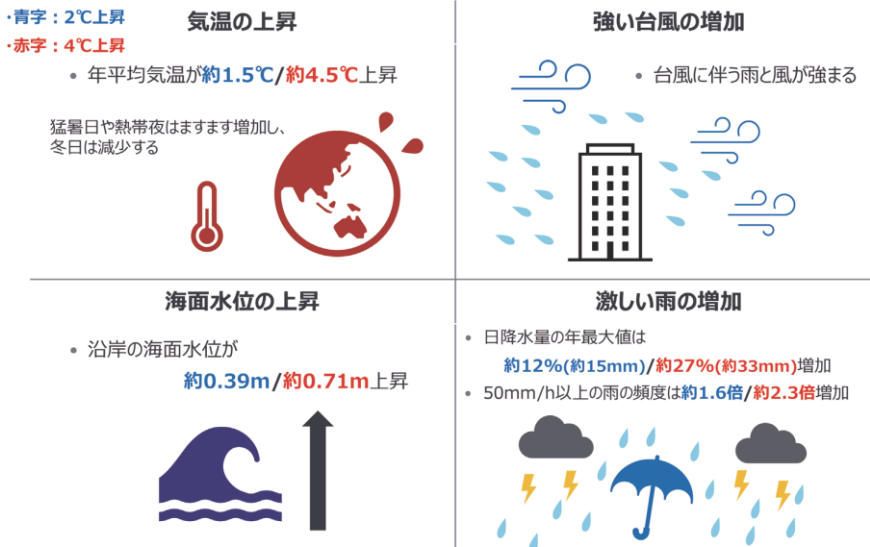 ・青字：2℃上昇
・赤字：4℃上昇
気温の上昇
• 年平均気温が約1.5℃/約4.5℃上昇
猛暑日や熱帯夜はますます増加し、
冬日は減少する
強い台風の増加
• 台風に伴う雨と風が強まる
海面水位の上昇
• 沿岸の海面水位が
約0.39m/約0.71m上昇
激しい雨の増加
• 日降水量の年最大値は
約12%(約15mm)/約27%(約33mm)増加
• 50mm/h以上の雨の頻度は約1.6倍/約2.3倍増加